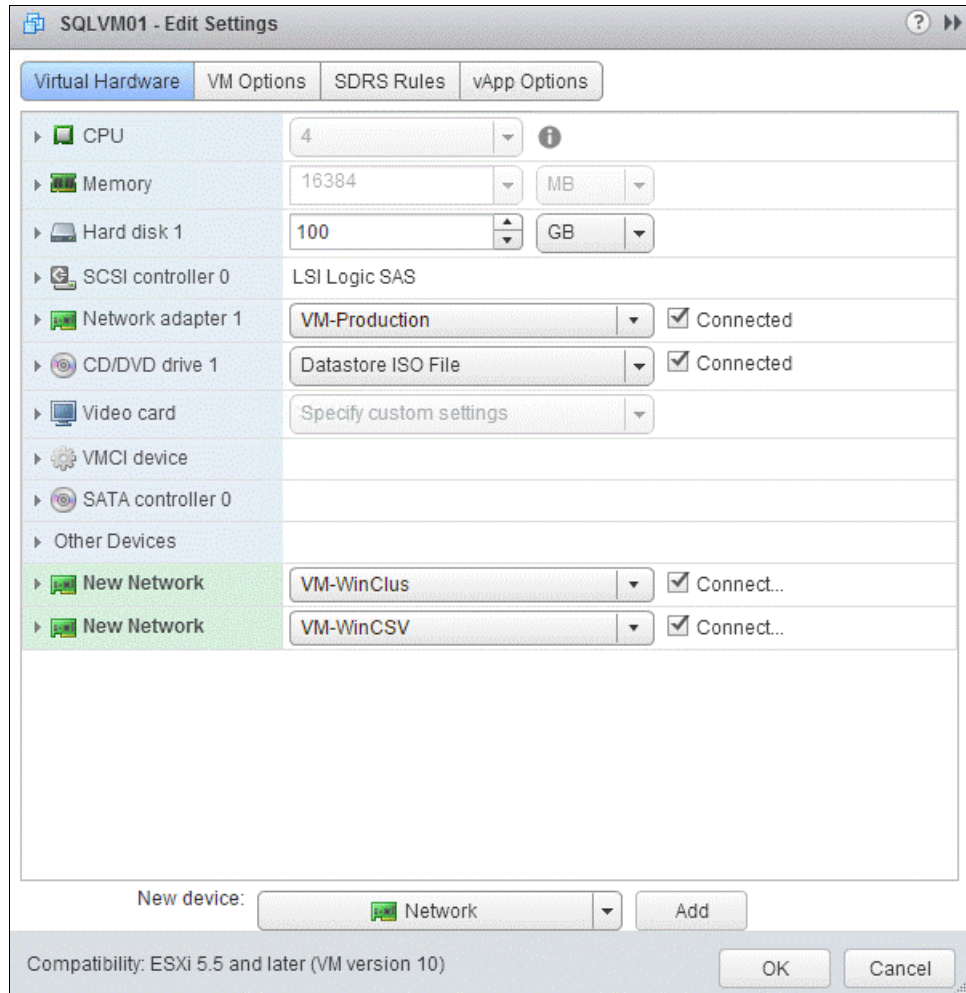 SQLVM01 - Edit Settings ?
Virtual Hardware VM Options SDRS Rules vApp Options
CPU 4
Memory 16384 MB
Hard disk 1 100 GB
SCSI controller 0 LSI Logic SAS
Network adapter 1 VM-Production Connected
CD/DVD drive 1 Datastore ISO File Connected
Video card Specify custom settings
VMCI device
SATA controller 0
Other Devices
New Network VM-WinClus Connect...
New Network VM-WinCSV Connect...
New device: Network Add
Compatibility: ESXi 5.5 and later (VM version 10) OK Cancel